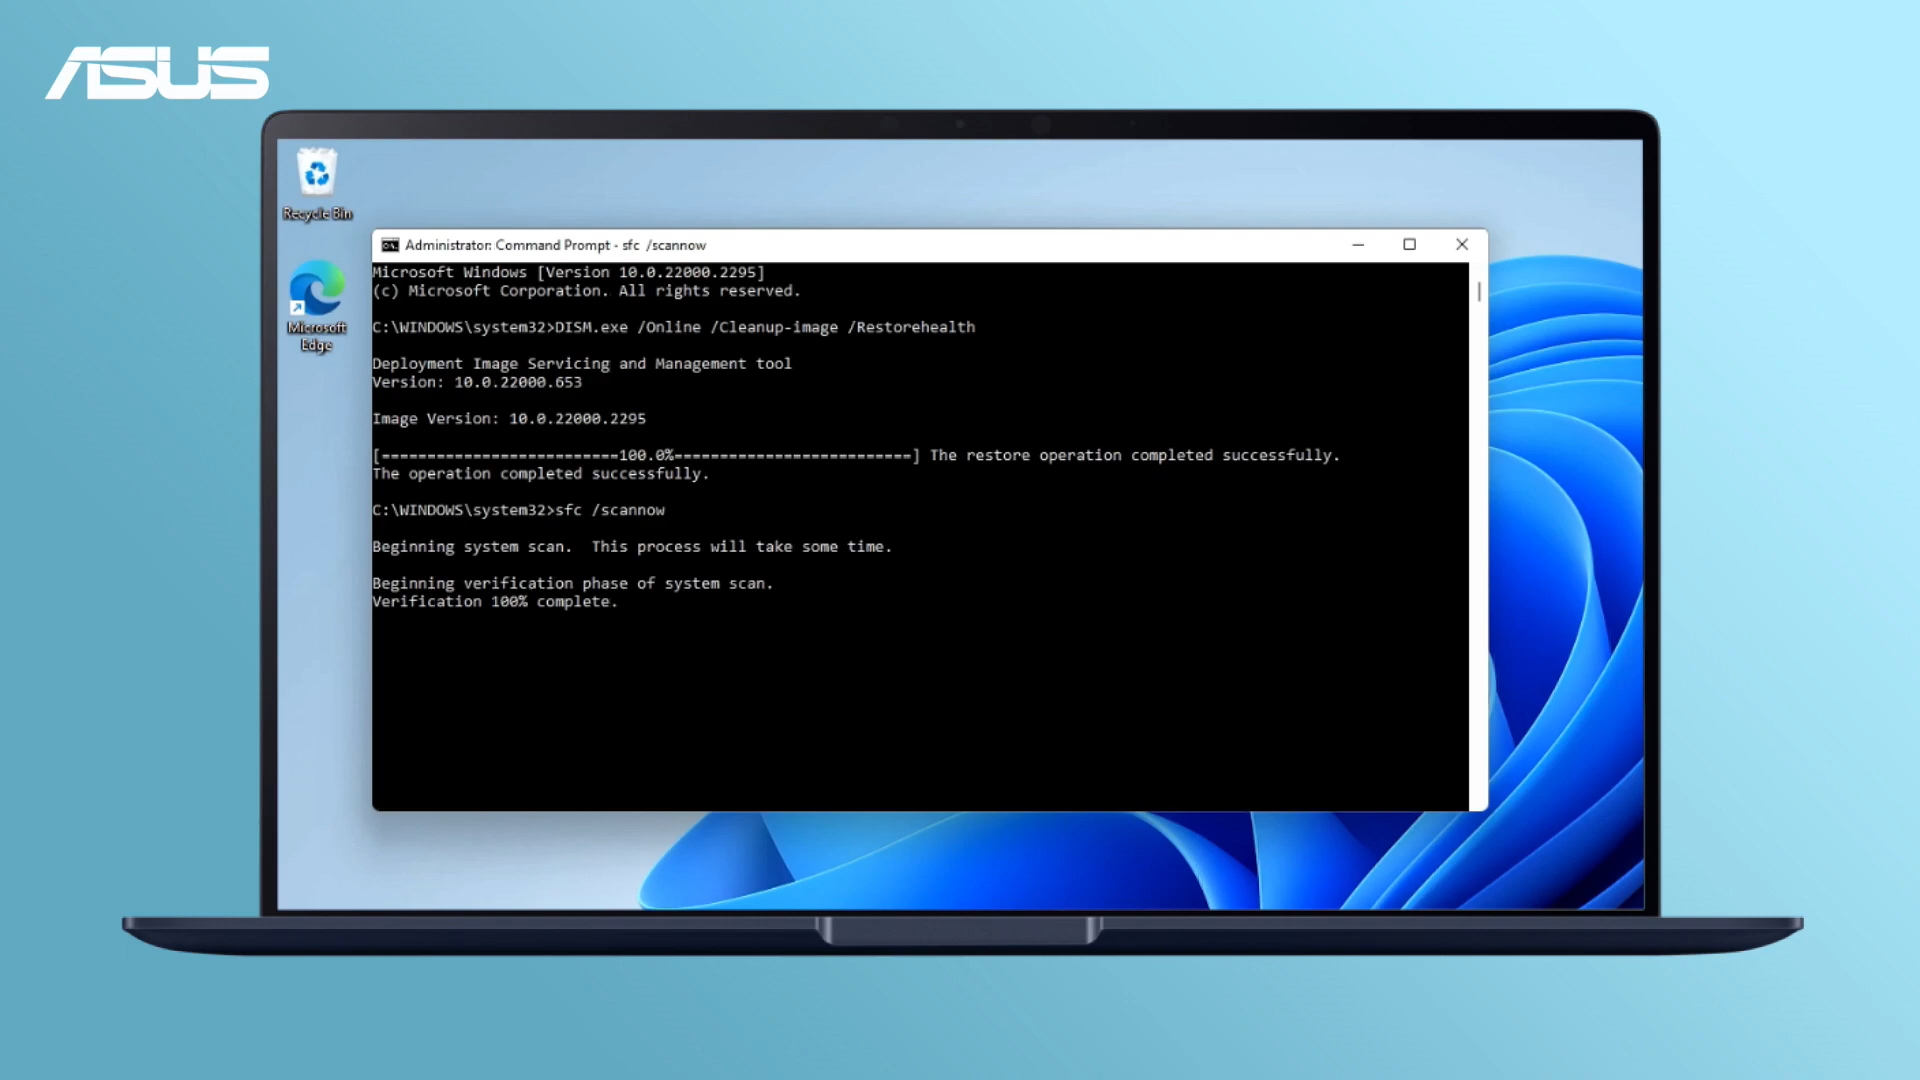 ASUS
Recycle Bin
Microsoft
Edge
Administrator: Command Prompt - sfc  /scannow
Microsoft Windows [Version 10.0.22000.2295]
(c) Microsoft Corporation. All rights reserved.
C:\WINDOWS\system32>DISM.exe /Online /Cleanup-image /Restorehealth
Deployment Image Servicing and Management tool
Version: 10.0.22000.653
Image Version: 10.0.22000.2295
[==========================100.0%==========================] The restore operation completed successfully.
The operation completed successfully.
C:\WINDOWS\system32>sfc /scannow
Beginning system scan.  This process will take some time.
Beginning verification phase of system scan.
Verification 100% complete.